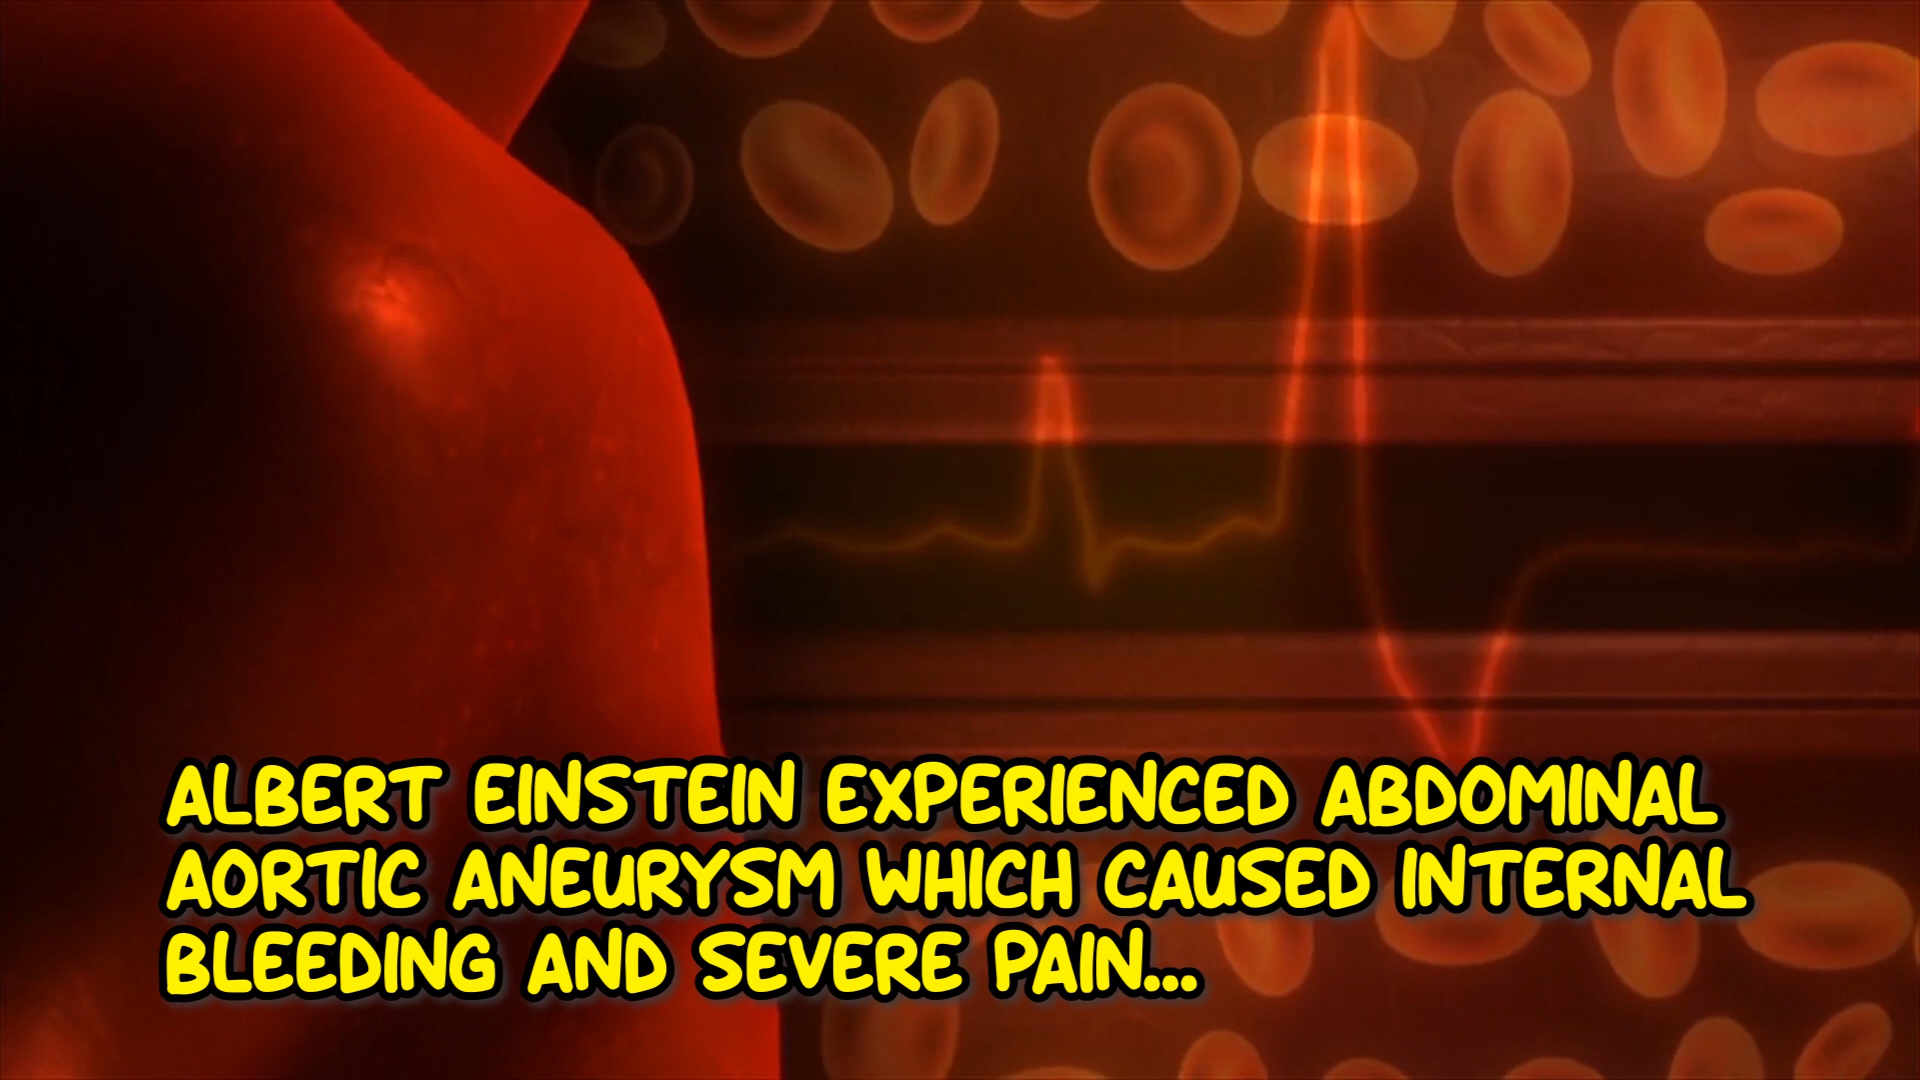 ALBERT EINSTEIN EXPERIENCED ABDOMINAL
AORTIC ANEURYSM WHICH CAUSED INTERNAL
BLEEDING AND SEVERE PAIN...